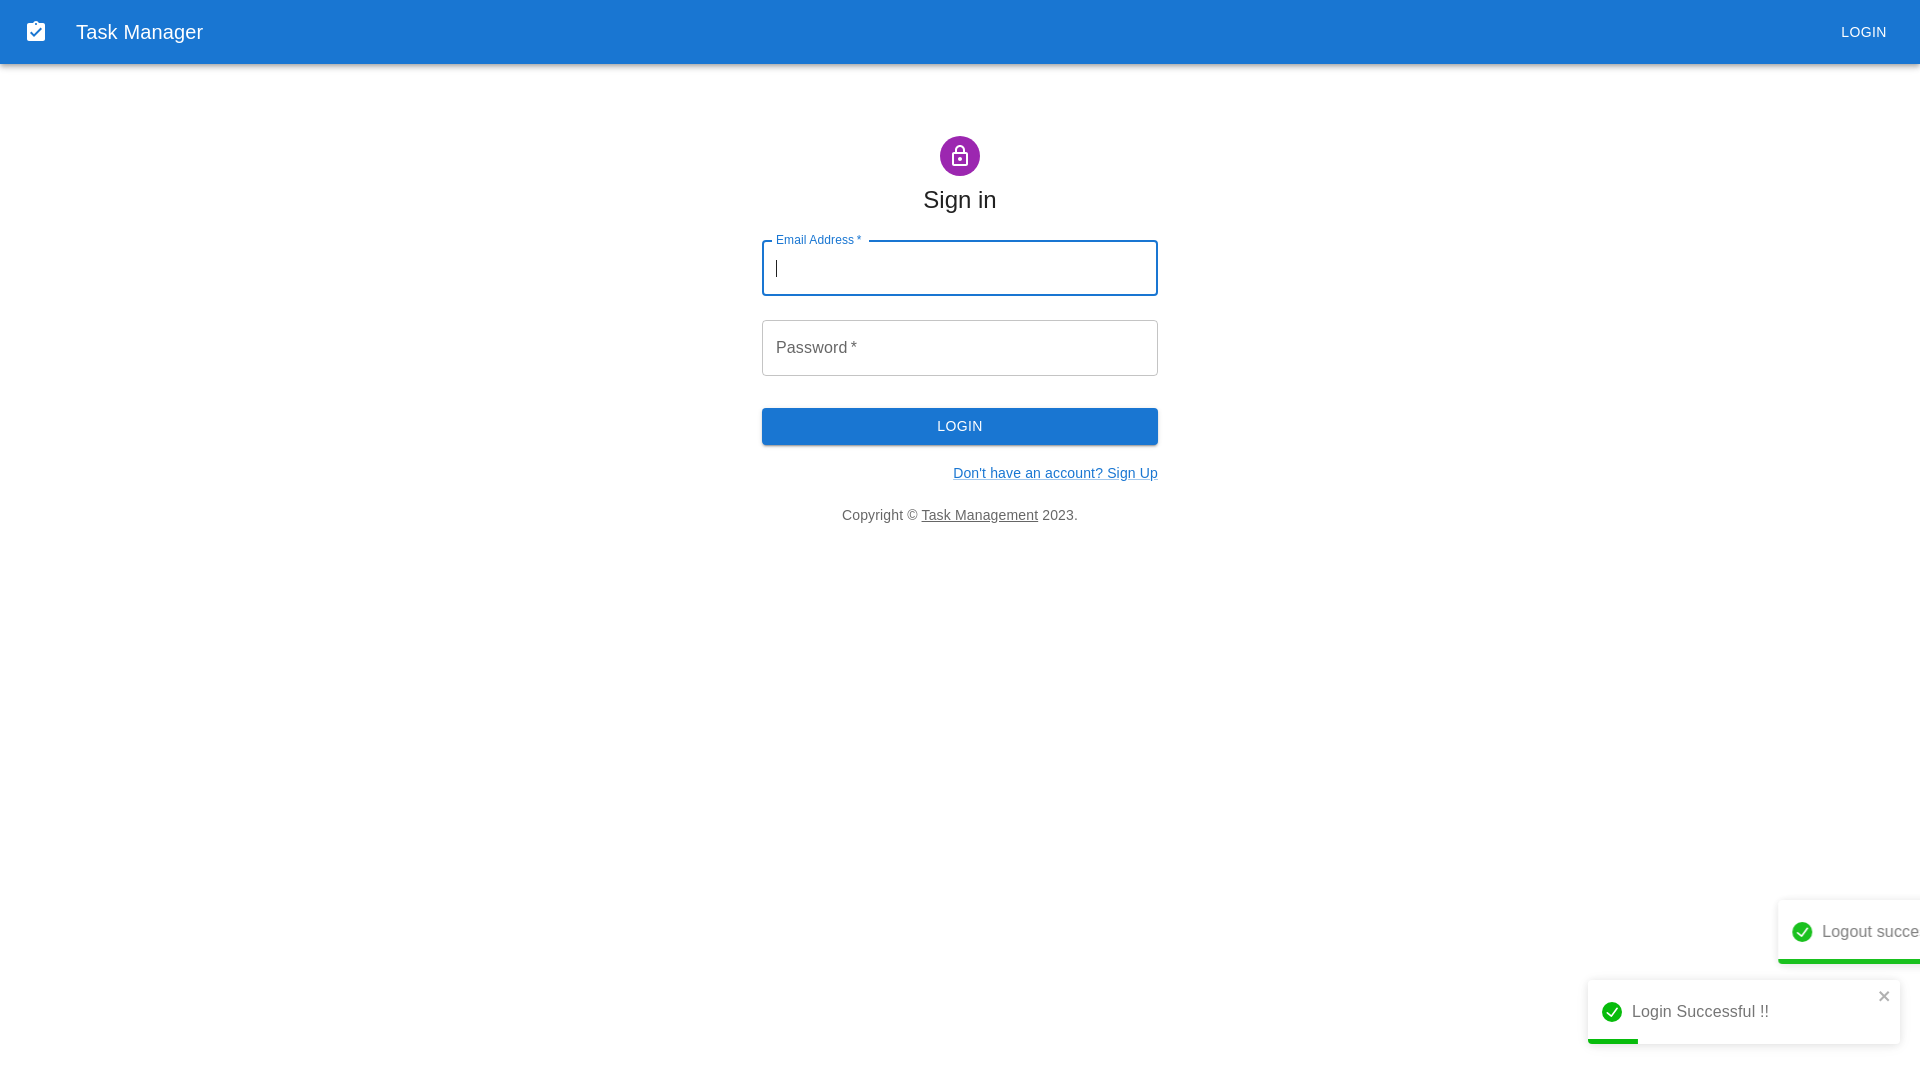 Task Manager
LOGIN
Sign in
Email Address *
Password *
LOGIN
Don't have an account? Sign Up
Copyright © Task Management 2023.
Logout
Login Successful !!